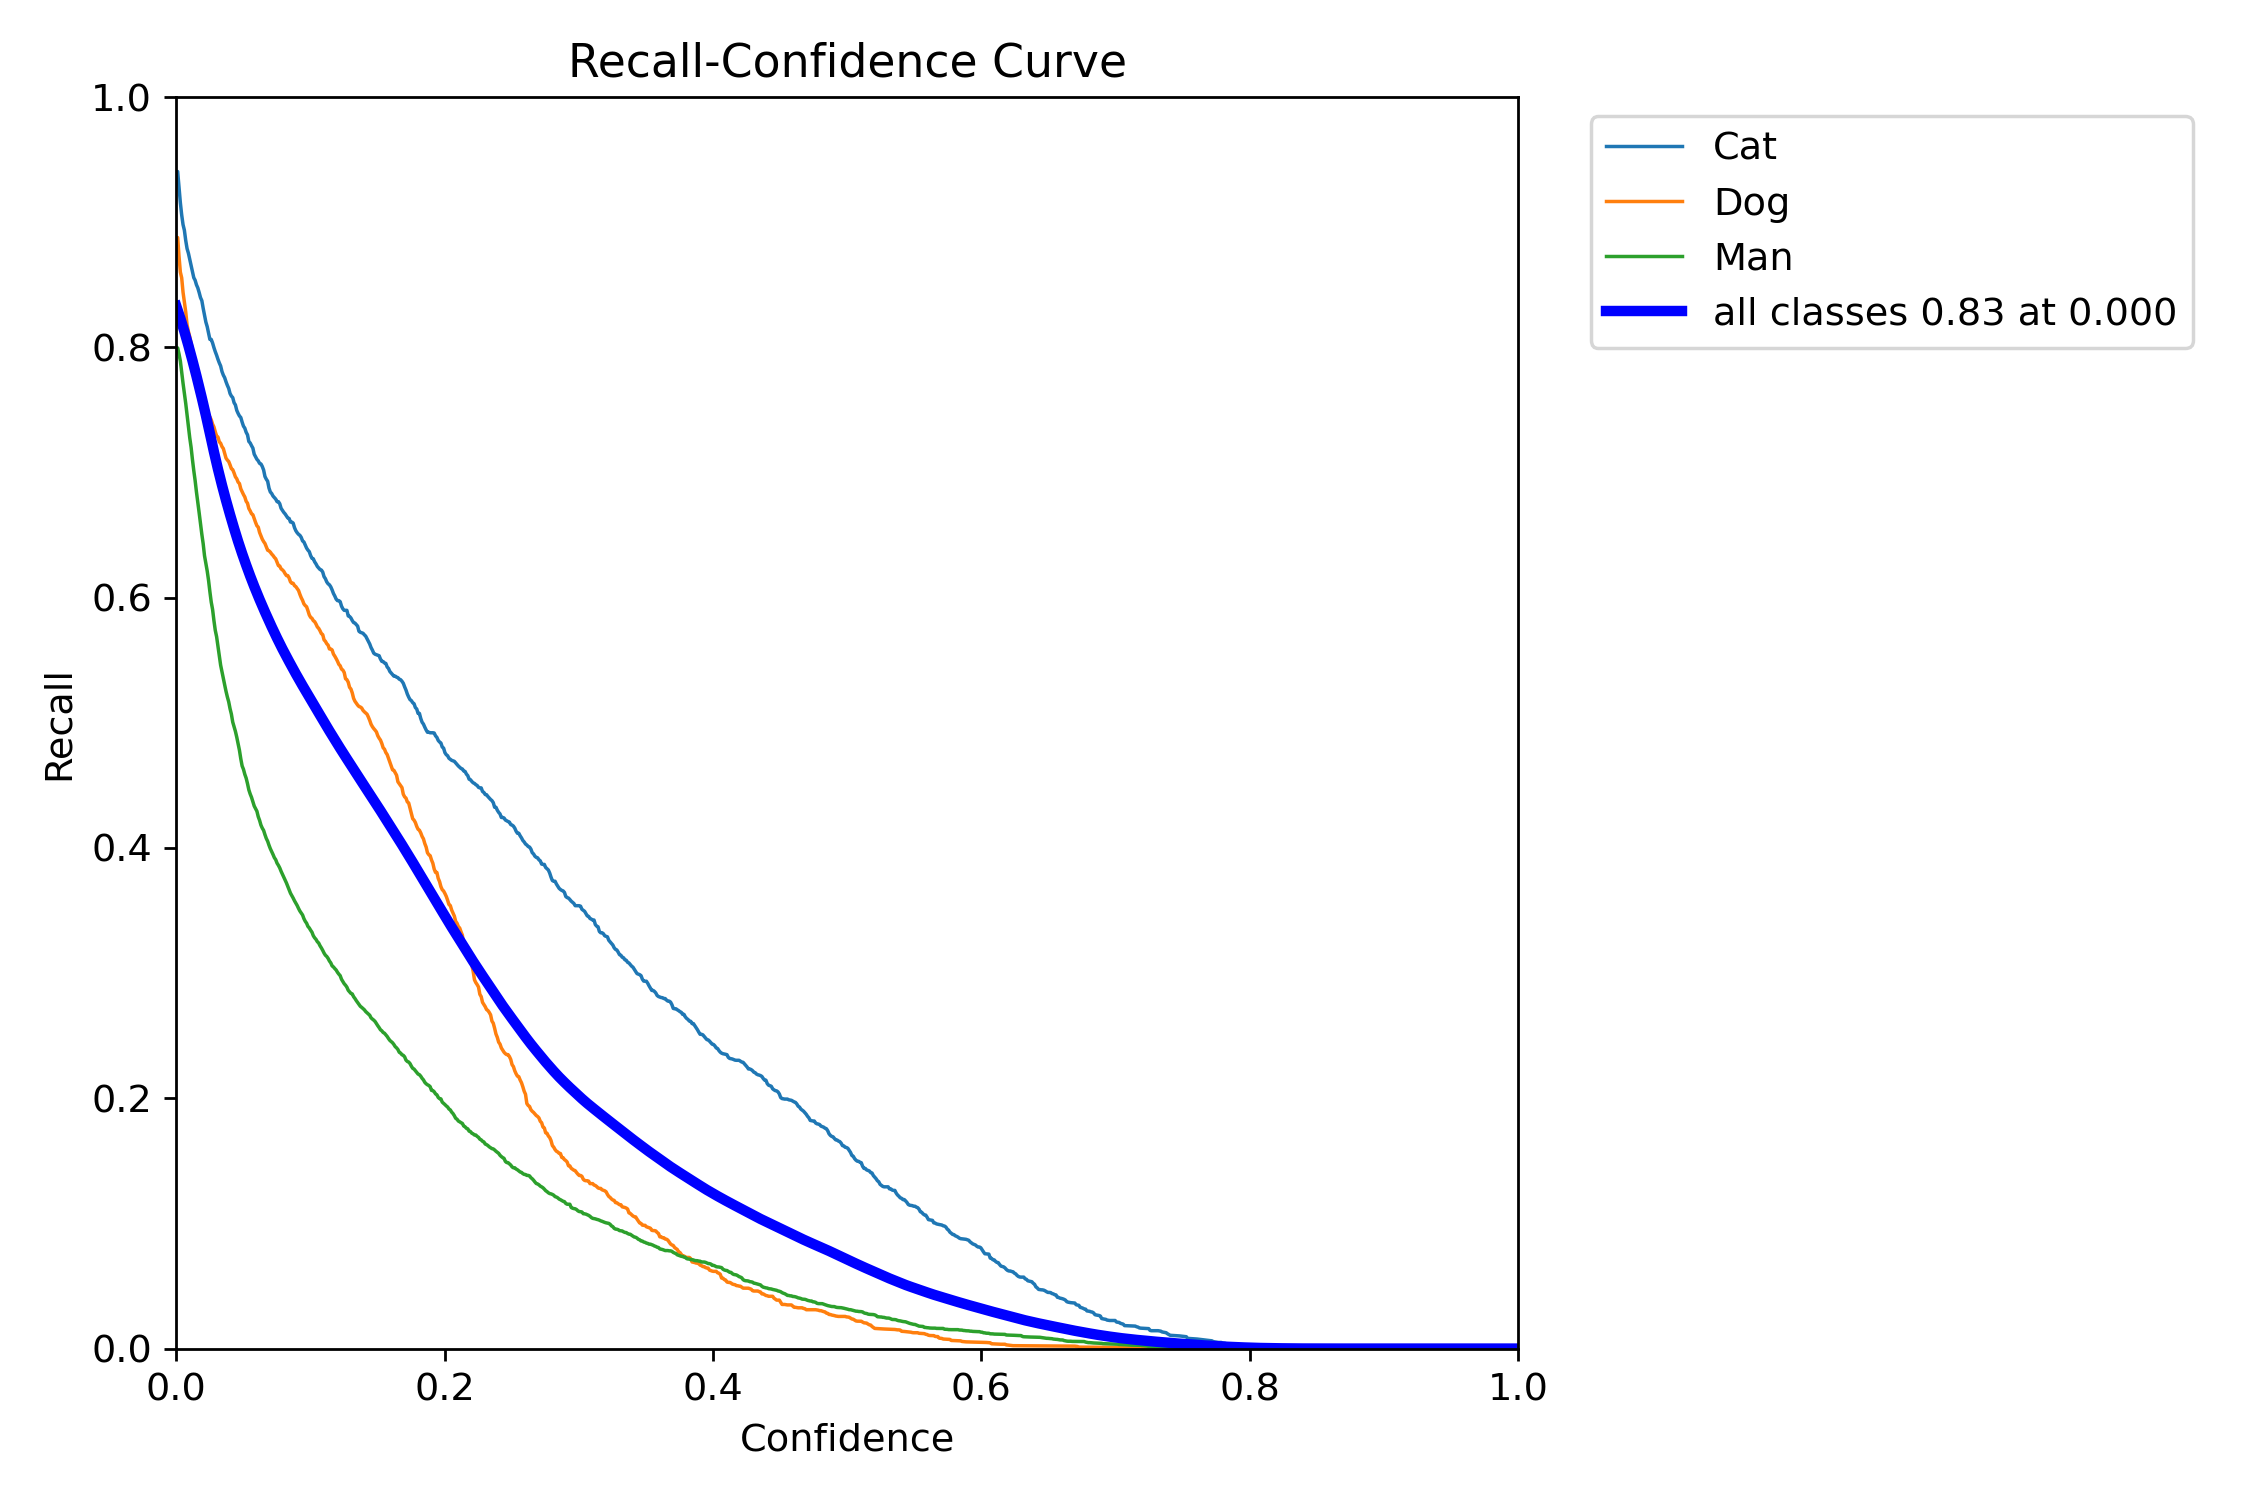 Recall-Confidence Curve
1.0
0.8
0.6
0.4
0.2
0.0
Recall
0.0 0.2 0.4 0.6 0.8 1.0
Confidence
Cat
Dog
Man
all classes 0.83 at 0.000